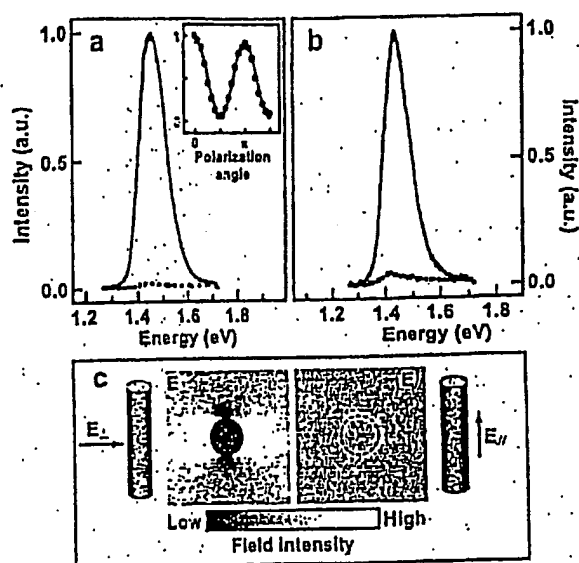 a
b
1.0
0.5
0.0
Intensity (a.u.)
0
π
Polarization
angle
1.2 1.4 1.6 1.8
Energy (eV)
1.2 1.4 1.6 1.8
Energy (eV)
1.0
0.5
0.0
Intensity (a.u.)
c
E⊥
E
E
E//
Low
High
Field Intensity